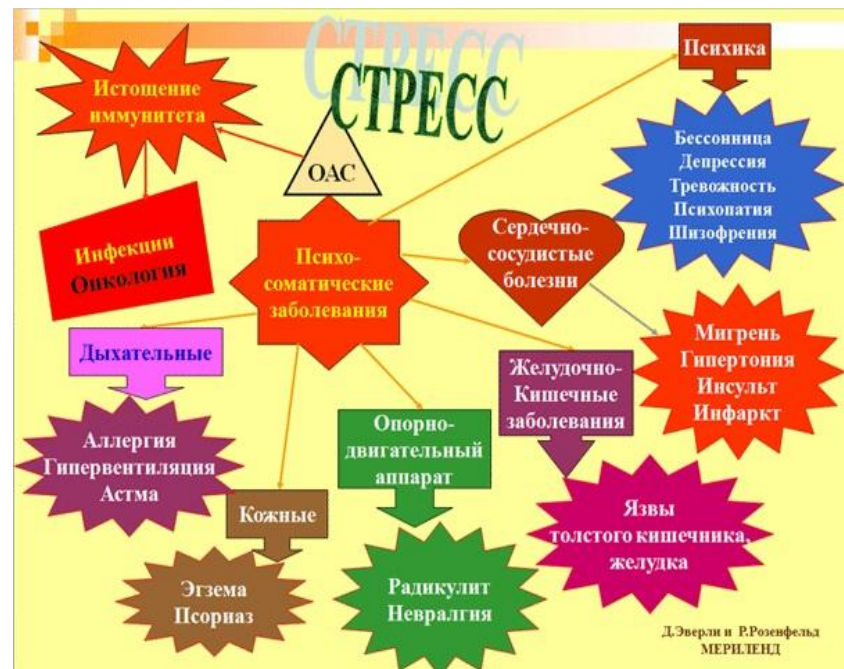 СТРЕСС
Истощение
иммунитета
ОАС
Психика
Бессонница
Депрессия
Тревожность
Психопатия
Шизофрения
Инфекции
Онкология
Психо-
соматические
заболевания
Сердечно-
сосудистые
болезни
Мигрень
Гипертония
Инсульт
Инфаркт
Дыхательные
Аллергия
Гипервентиляция
Астма
Желудочно-
Кишечные
заболевания
Опорно-
двигательный
аппарат
Кожные
Эгзема
Псориаз
Радикулит
Невралгия
Язвы
толстого кишечника,
желудка
Д.Эверли и Р.Розенфельд
МЕРИЛЕНД